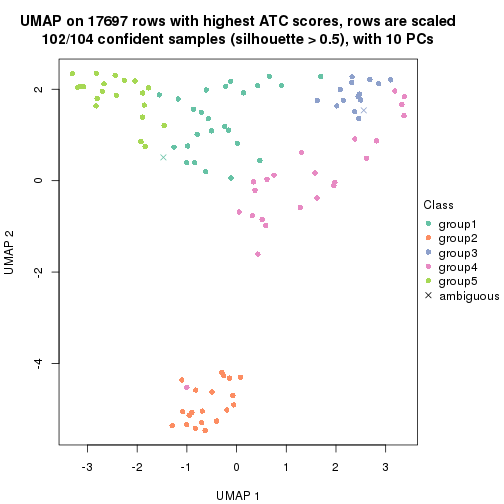 UMAP on 17697 rows with highest ATC scores, rows are scaled
102/104 confident samples (silhouette > 0.5), with 10 PCs
UMAP 2
2
0
-2
-4
-3
-2
-1
0
1
2
3
UMAP 1
Class
group1
group2
group3
group4
group5
ambiguous